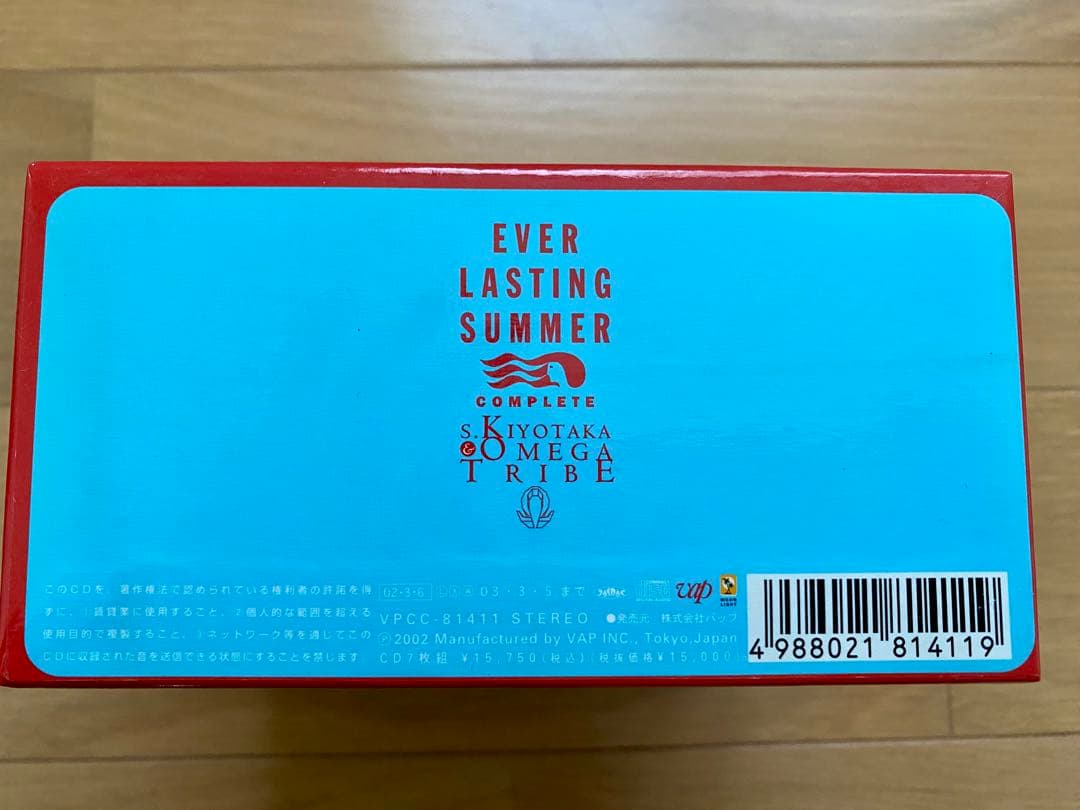 EVER
LASTING
SUMMER
COMPLETE
S.KIYOTAKA
&OMEGA
TRIBE
このCDを、著作権法で認められている権利者の許諾を得
ずに、1賃貸業に使用すること、2個人的な範囲を超える
使用目的で複製すること、3ネットワーク等を通じてこの
CDに収録された音を送信できる状態にすることを禁じます。
02・3・6 03・3・5まで
VPCC-81411 STEREO ●発売元 株式会社バップ
Ⓟ2002 Manufactured by VAP INC., Tokyo,Japan
CD7枚組 ¥15,750(税込)(税抜価格¥15,000)
vap
MOON LIGHT
4 988021 814119